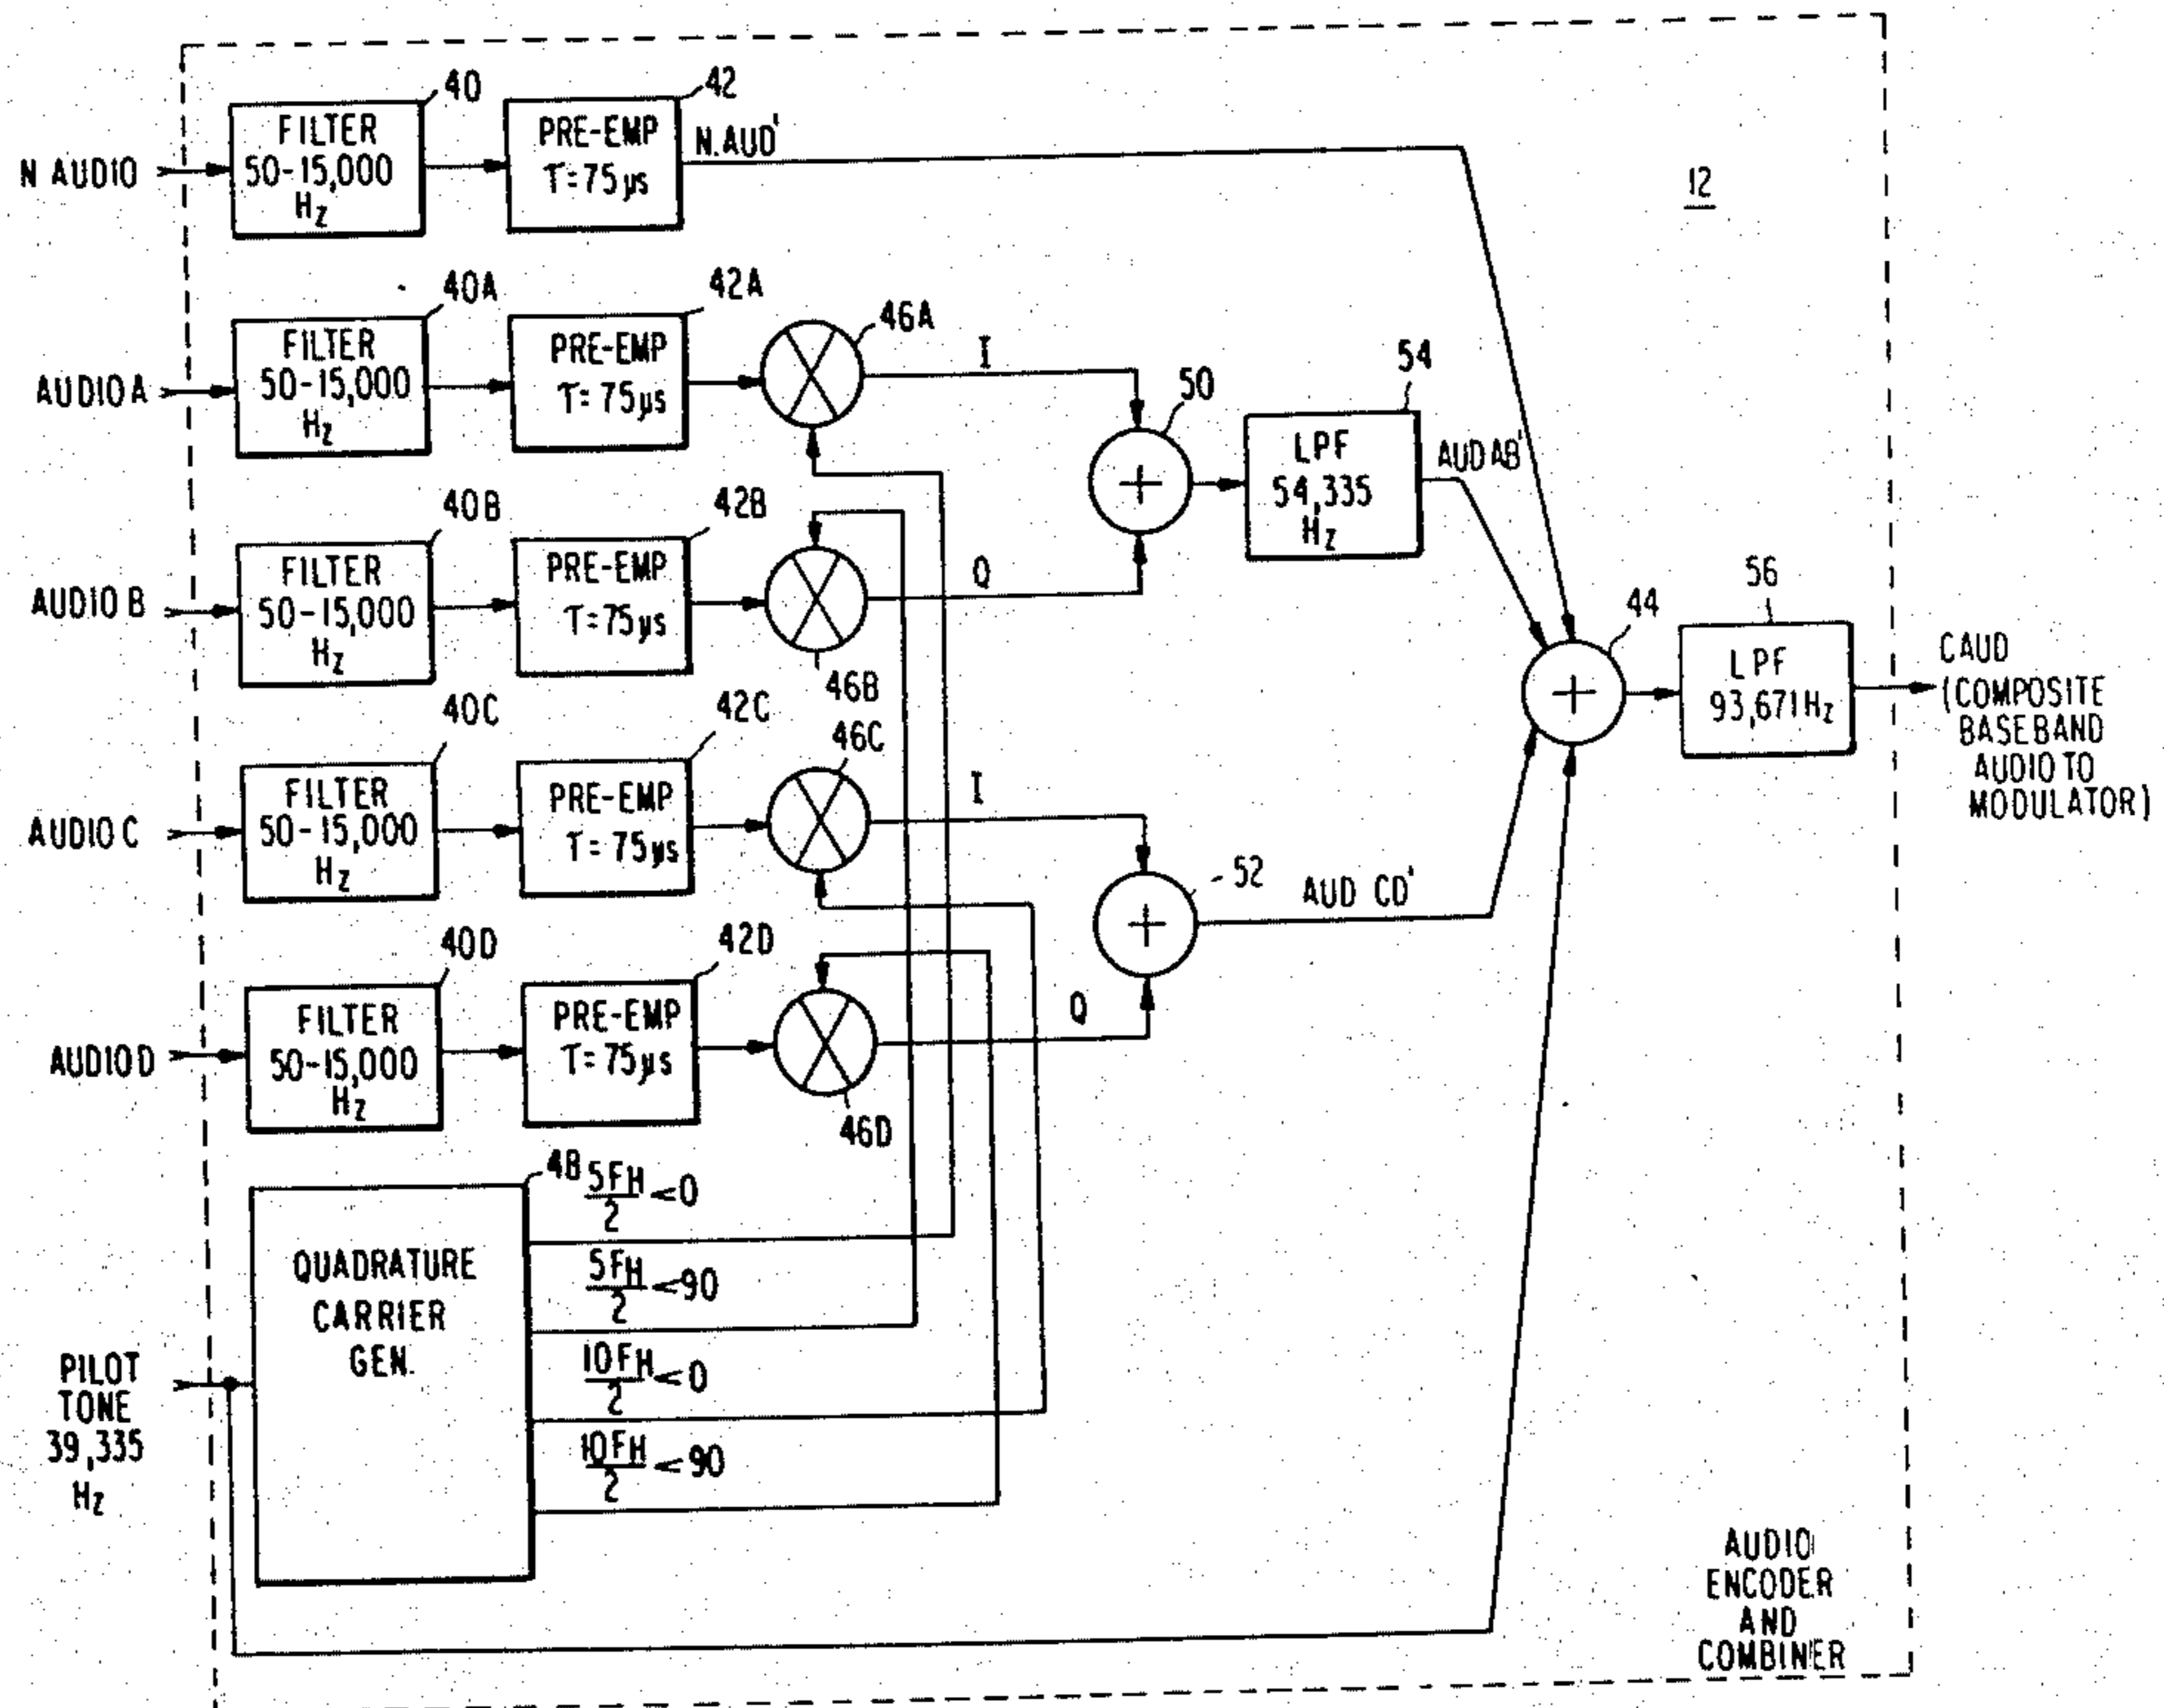 40
42
FILTER
50-15,000
Hz
PRE-EMP
τ=75µs
N.AUD'
N AUDIO
12
40A
42A
46A
FILTER
50-15,000
Hz
PRE-EMP
τ=75µs
I
AUDIO A
50
54
LPF
54,335
Hz
AUD AB'
40B
42B
FILTER
50-15,000
Hz
PRE-EMP
τ=75µs
Q
AUDIO B
46B
44
56
LPF
93,671Hz
CAUD
(COMPOSITE
BASEBAND
AUDIO TO
MODULATOR)
40C
42C
46C
FILTER
50-15,000
Hz
PRE-EMP
τ=75µs
I
AUDIO C
52
AUD CD'
40D
42D
FILTER
50-15,000
Hz
PRE-EMP
τ=75µs
Q
AUDIO D
46D
48
5FH/2 <0
5FH/2 <90
10FH/2 <0
10FH/2 <90
QUADRATURE
CARRIER
GEN.
PILOT
TONE
39,335
Hz
AUDIO
ENCODER
AND
COMBINER